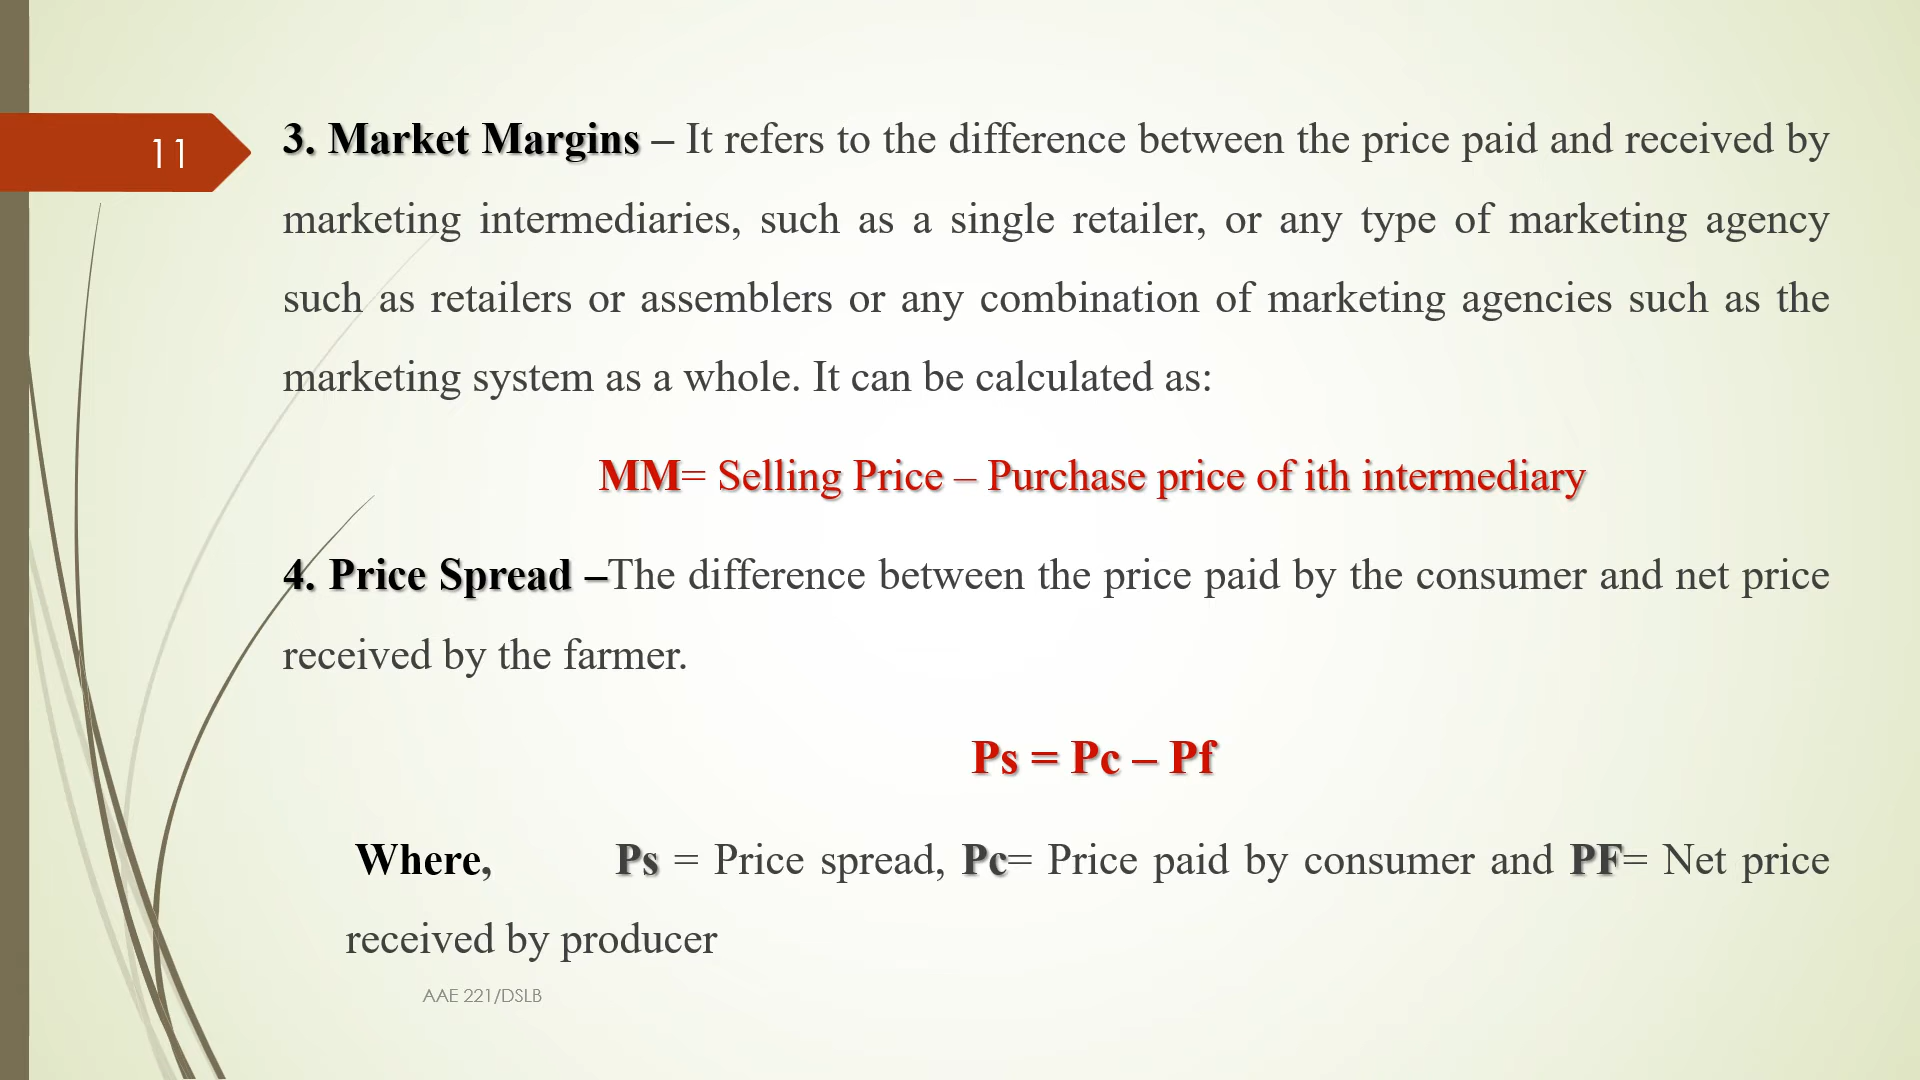 11
3. Market Margins – It refers to the difference between the price paid and received by
marketing intermediaries, such as a single retailer, or any type of marketing agency
such as retailers or assemblers or any combination of marketing agencies such as the
marketing system as a whole. It can be calculated as:
MM= Selling Price – Purchase price of ith intermediary
4. Price Spread –The difference between the price paid by the consumer and net price
received by the farmer.
Ps = Pc – Pf
Where, Ps = Price spread, Pc= Price paid by consumer and PF= Net price
received by producer
AAE 221/DSLB